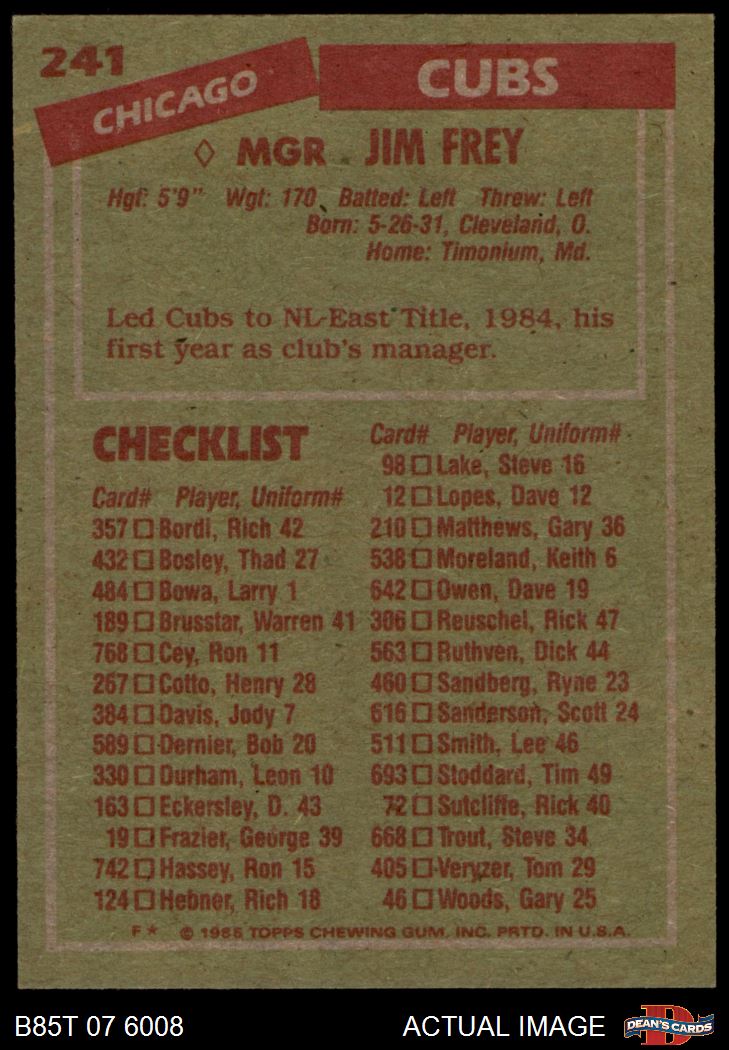 241
CHICAGO CUBS
◊ MGR JIM FREY
Hgt: 5'9" Wgt: 170 Batted: Left Threw: Left
Born: 5-26-31, Cleveland, O.
Home: Timonium, Md.
Led Cubs to NL-East Title, 1984, his
first year as club's manager.
CHECKLIST
Card# Player, Uniform#
357 □ Bordi, Rich 42
432 □ Bosley, Thad 27
484 □ Bowa, Larry 1
189 □ Brusstar, Warren 41
768 □ Cey, Ron 11
267 □ Cotto, Henry 28
384 □ Davis, Jody 7
589 □ Dernier, Bob 20
330 □ Durham, Leon 10
163 □ Eckersley, D. 43
19 □ Frazier, George 39
742 □ Hassey, Ron 15
124 □ Hebner, Rich 18
Card# Player, Uniform#
98 □ Lake, Steve 16
12 □ Lopes, Dave 12
210 □ Matthews, Gary 36
538 □ Moreland, Keith 6
642 □ Owen, Dave 19
306 □ Reuschel, Rick 47
563 □ Ruthven, Dick 44
460 □ Sandberg, Ryne 23
616 □ Sanderson, Scott 24
511 □ Smith, Lee 46
693 □ Stoddard, Tim 49
72 □ Sutcliffe, Rick 40
668 □ Trout, Steve 34
405 □ Veryzer, Tom 29
46 □ Woods, Gary 25
F* © 1985 TOPPS CHEWING GUM, INC. PRTD. IN U.S.A.
B85T 07 6008
ACTUAL IMAGE
D
DEAN'S CARDS